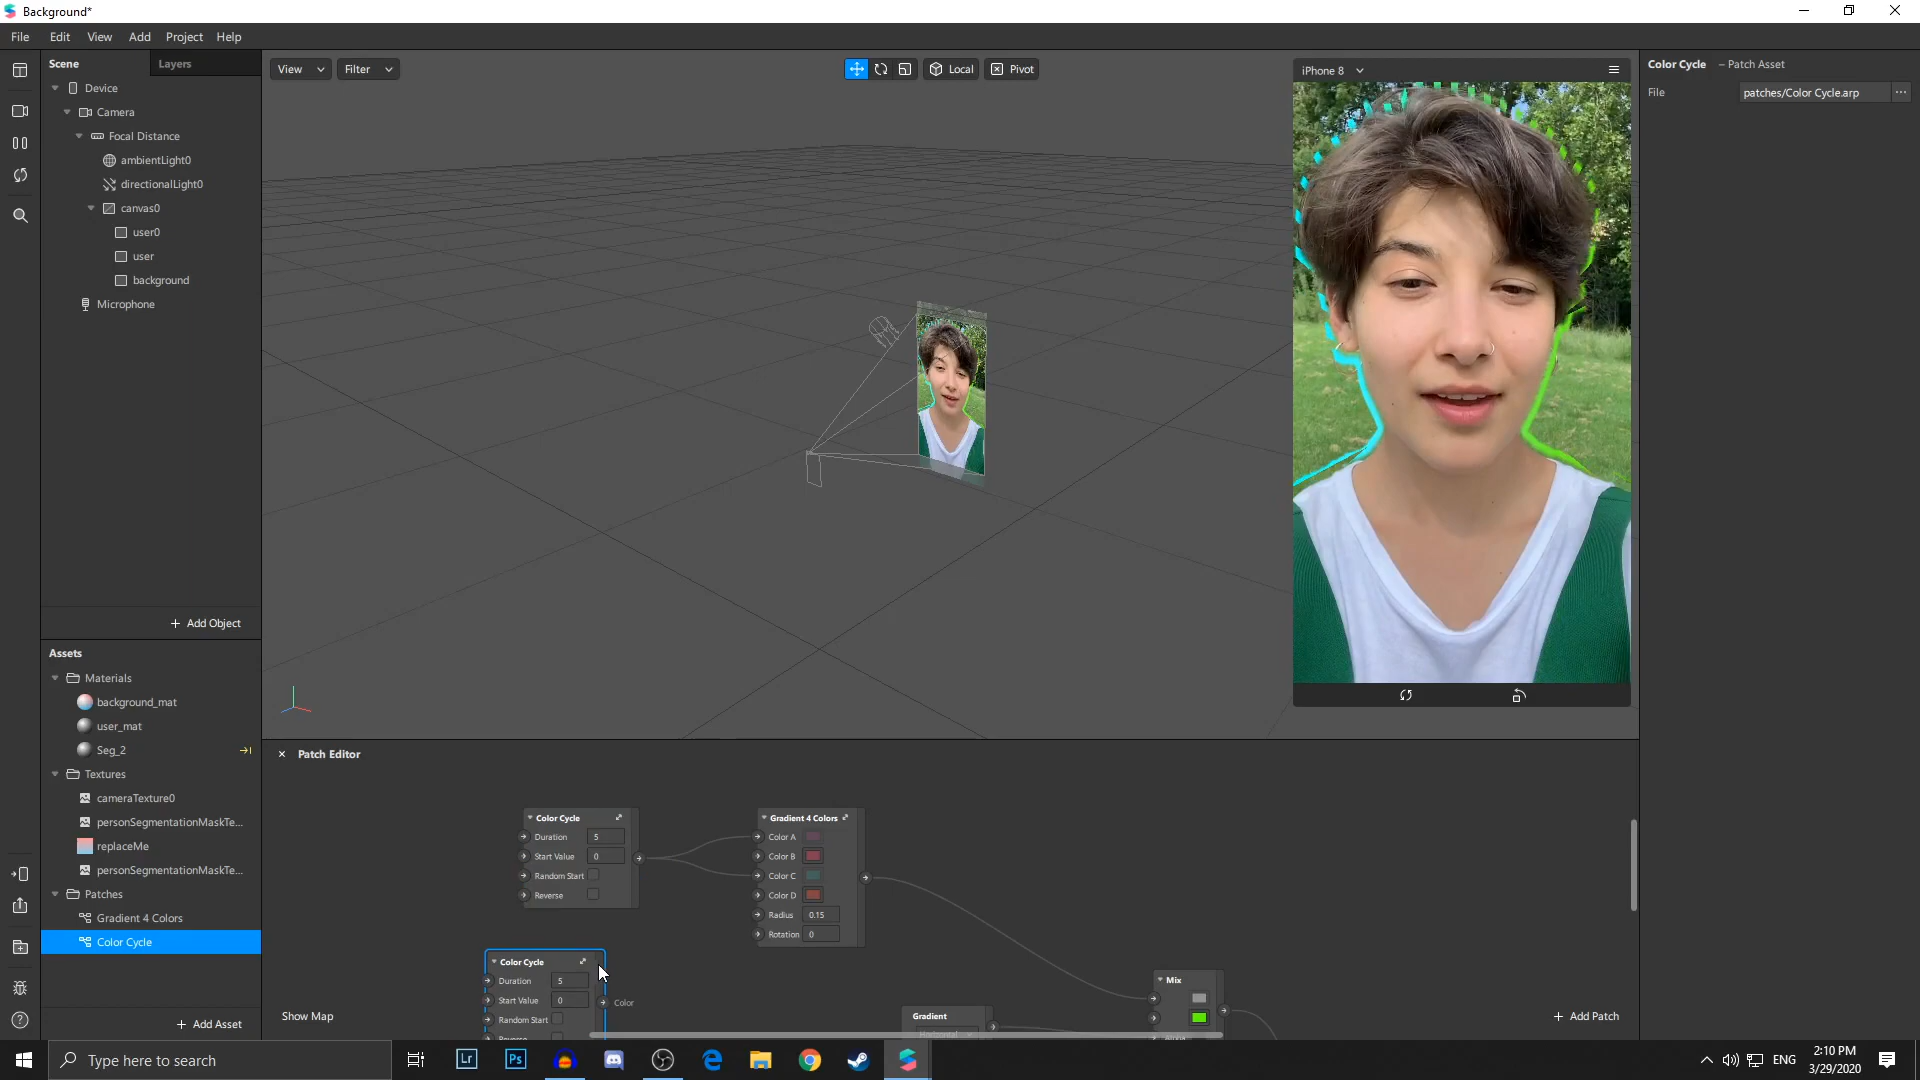 Background*
File Edit View Add Project Help
Scene Layers
Device
Camera
Focal Distance
ambientLight0
directionalLight0
canvas0
user0
user
background
Microphone
+ Add Object
Assets
Materials
background_mat
user_mat
Seg_2
Textures
cameraTexture0
personSegmentationMaskTe...
replaceMe
personSegmentationMaskTe...
Patches
Gradient 4 Colors
Color Cycle
+ Add Asset
View Filter Local Pivot
iPhone 8
Color Cycle – Patch Asset
File patches/Color Cycle.arp ...
Patch Editor
Color Cycle
Duration 5
Start Value 0
Random Start
Reverse
Gradient 4 Colors
Color A
Color B
Color C
Color D
Radius 0.15
Rotation 0
Color Cycle
Duration 5
Start Value 0 Color
Random Start
Reverse
Gradient
Horizontal
Mix
Show Map
+ Add Patch
Type here to search
Lr Ps
ENG
2:10 PM
3/29/2020